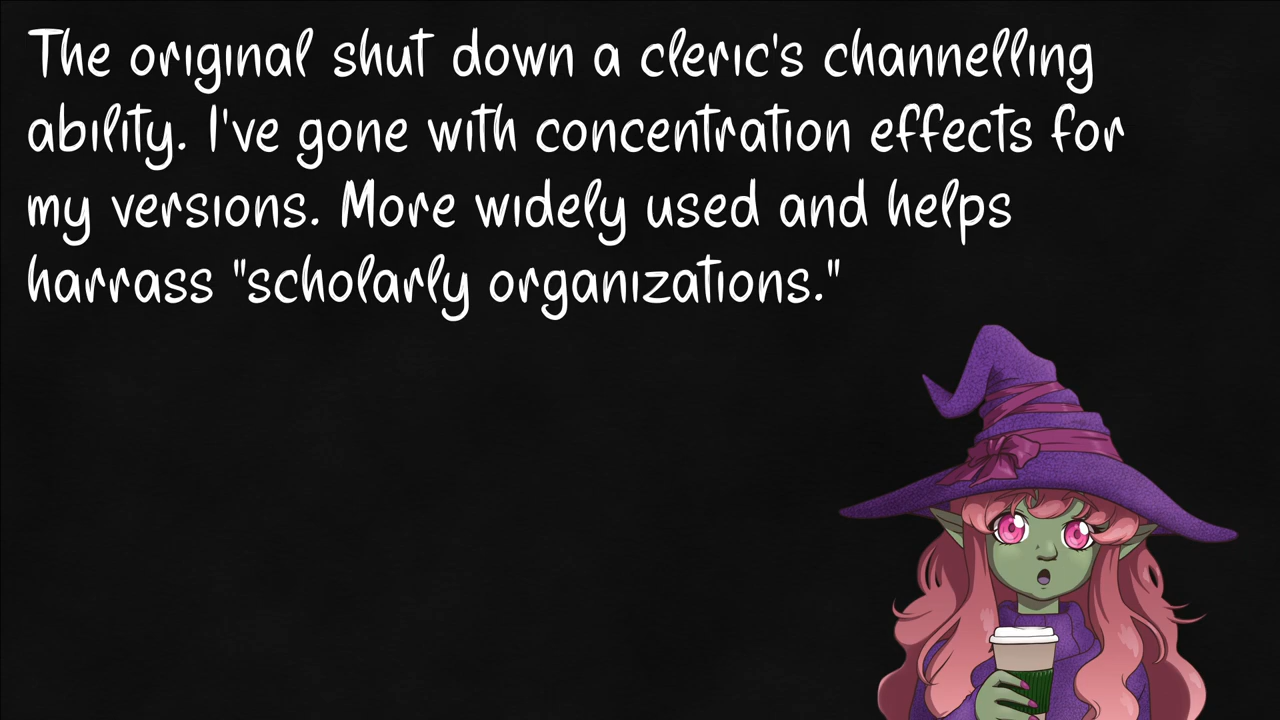 The original shut down a cleric's channelling
ability. I've gone with concentration effects for
my versions. More widely used and helps
harrass "scholarly organizations."